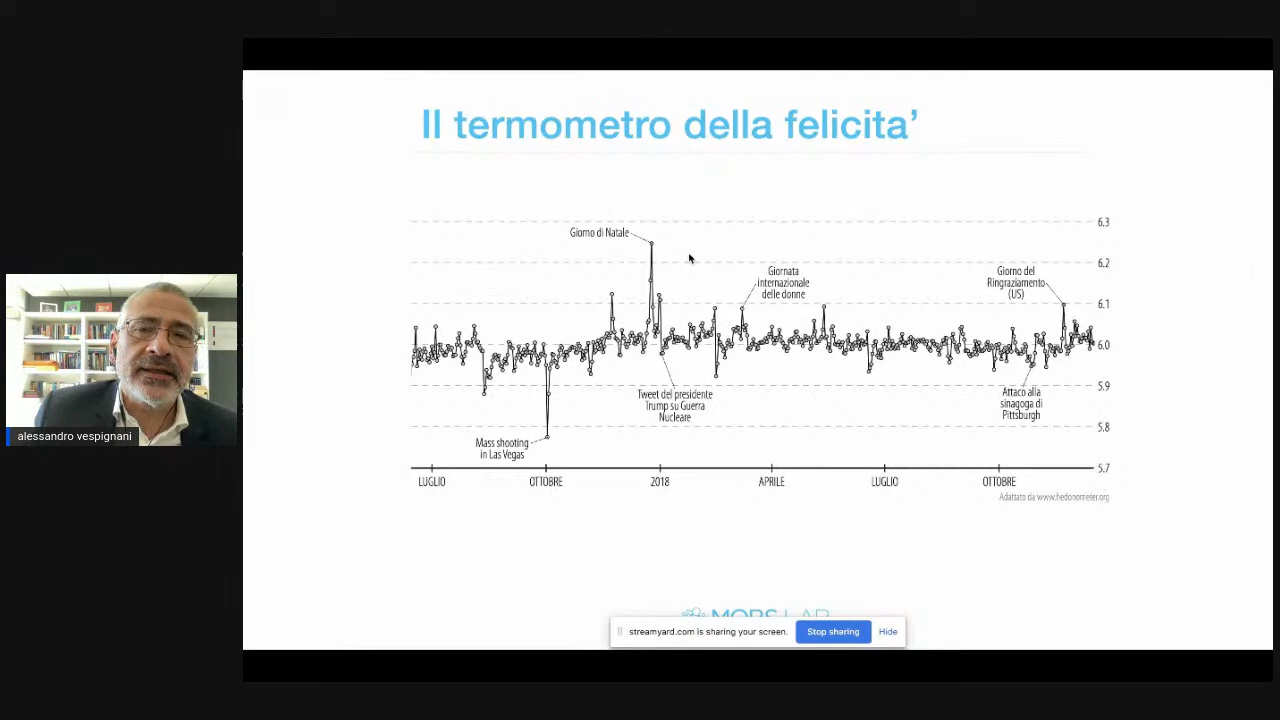 Il termometro della felicita’
6.3
Giorno di Natale
6.2
Giornata
internazionale
delle donne
Giorno del
Ringraziamento
(US)
6.1
6.0
5.9
Tweet del presidente
Trump su Guerra
Nucleare
Attaco alla
sinagoga di
Pittsburgh
5.8
Mass shooting
in Las Vegas
5.7
LUGLIO OTTOBRE 2018 APRILE LUGLIO OTTOBRE
Adattato da www.hedonometer.org
alessandro vespignani
MOBS LAB
streamyard.com is sharing your screen. Stop sharing Hide